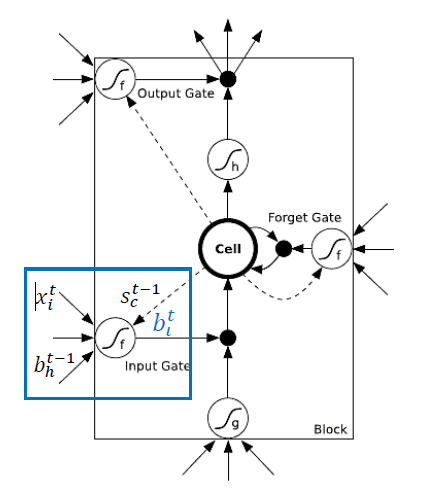 f
Output Gate
h
Forget Gate
Cell
f
x_i^t
s_c^{t-1}
b_ι^t
f
b_h^{t-1}
Input Gate
g
Block